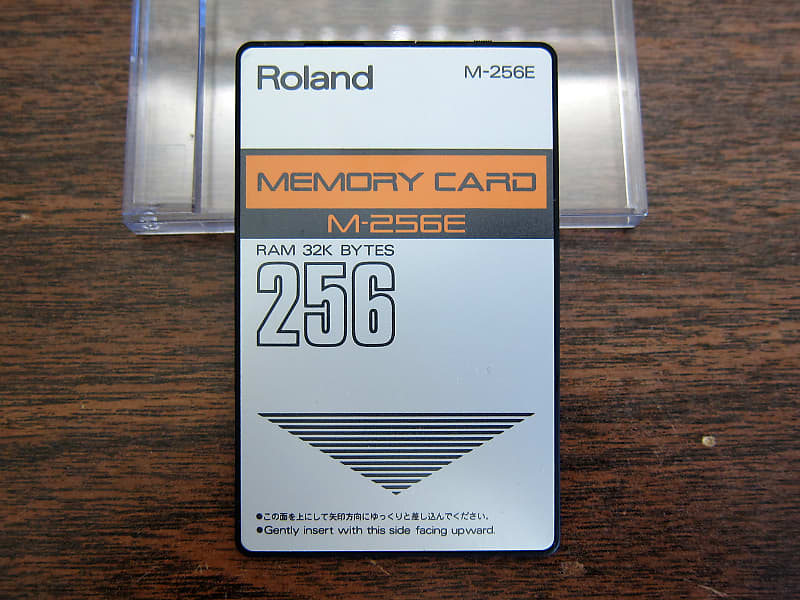 Roland M-256E
MEMORY CARD
M-256E
RAM 32K BYTES
256
●この面を上にして矢印方向にゆっくりと差し込んでください。
●Gently insert with this side facing upward.